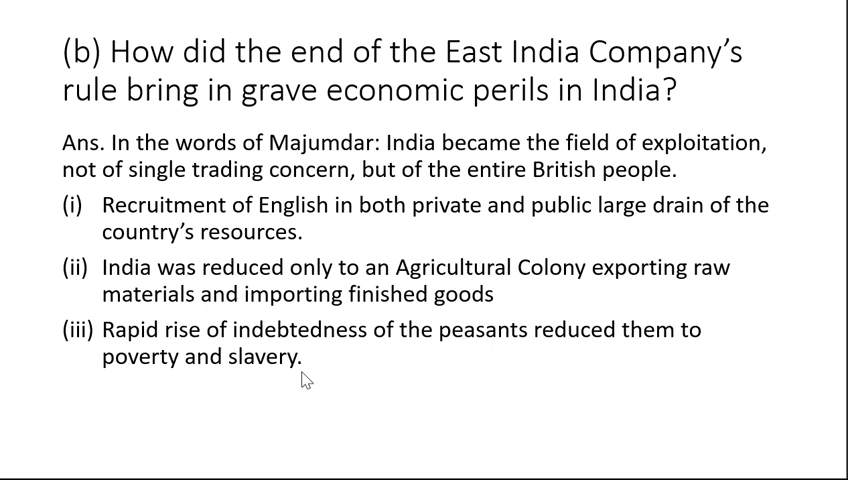 (b) How did the end of the East India Company’s
rule bring in grave economic perils in India?
Ans. In the words of Majumdar: India became the field of exploitation,
not of single trading concern, but of the entire British people.
(i) Recruitment of English in both private and public large drain of the
country’s resources.
(ii) India was reduced only to an Agricultural Colony exporting raw
materials and importing finished goods
(iii) Rapid rise of indebtedness of the peasants reduced them to
poverty and slavery.